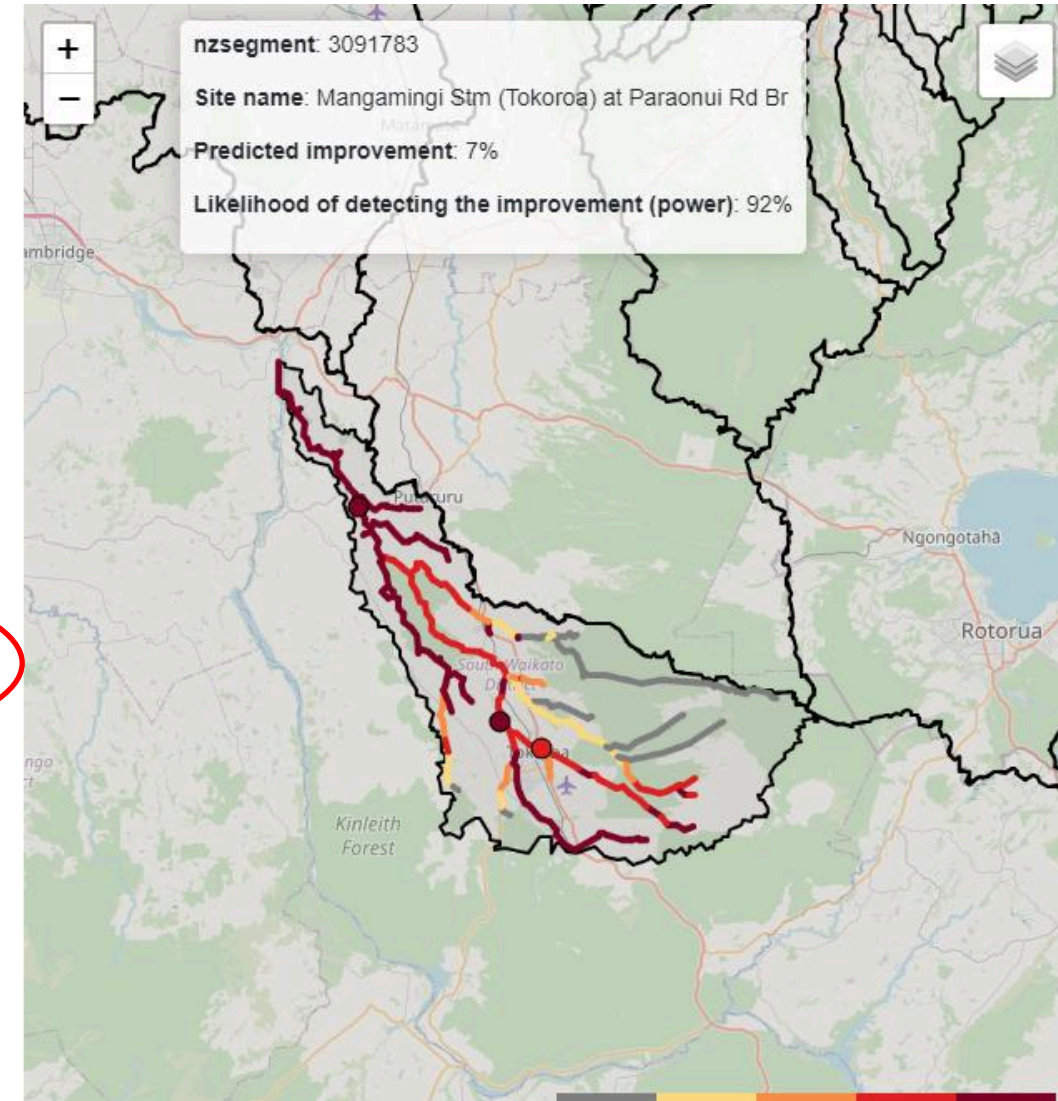 +
−
nzsegment: 3091783
Site name: Mangamingi Stm (Tokoroa) at Paraonui Rd Br
Predicted improvement: 7%
Likelihood of detecting the improvement (power): 92%
ambridge
Putaruru
Ngongotahā
Rotorua
South Waikato
District
Kinleith
Forest